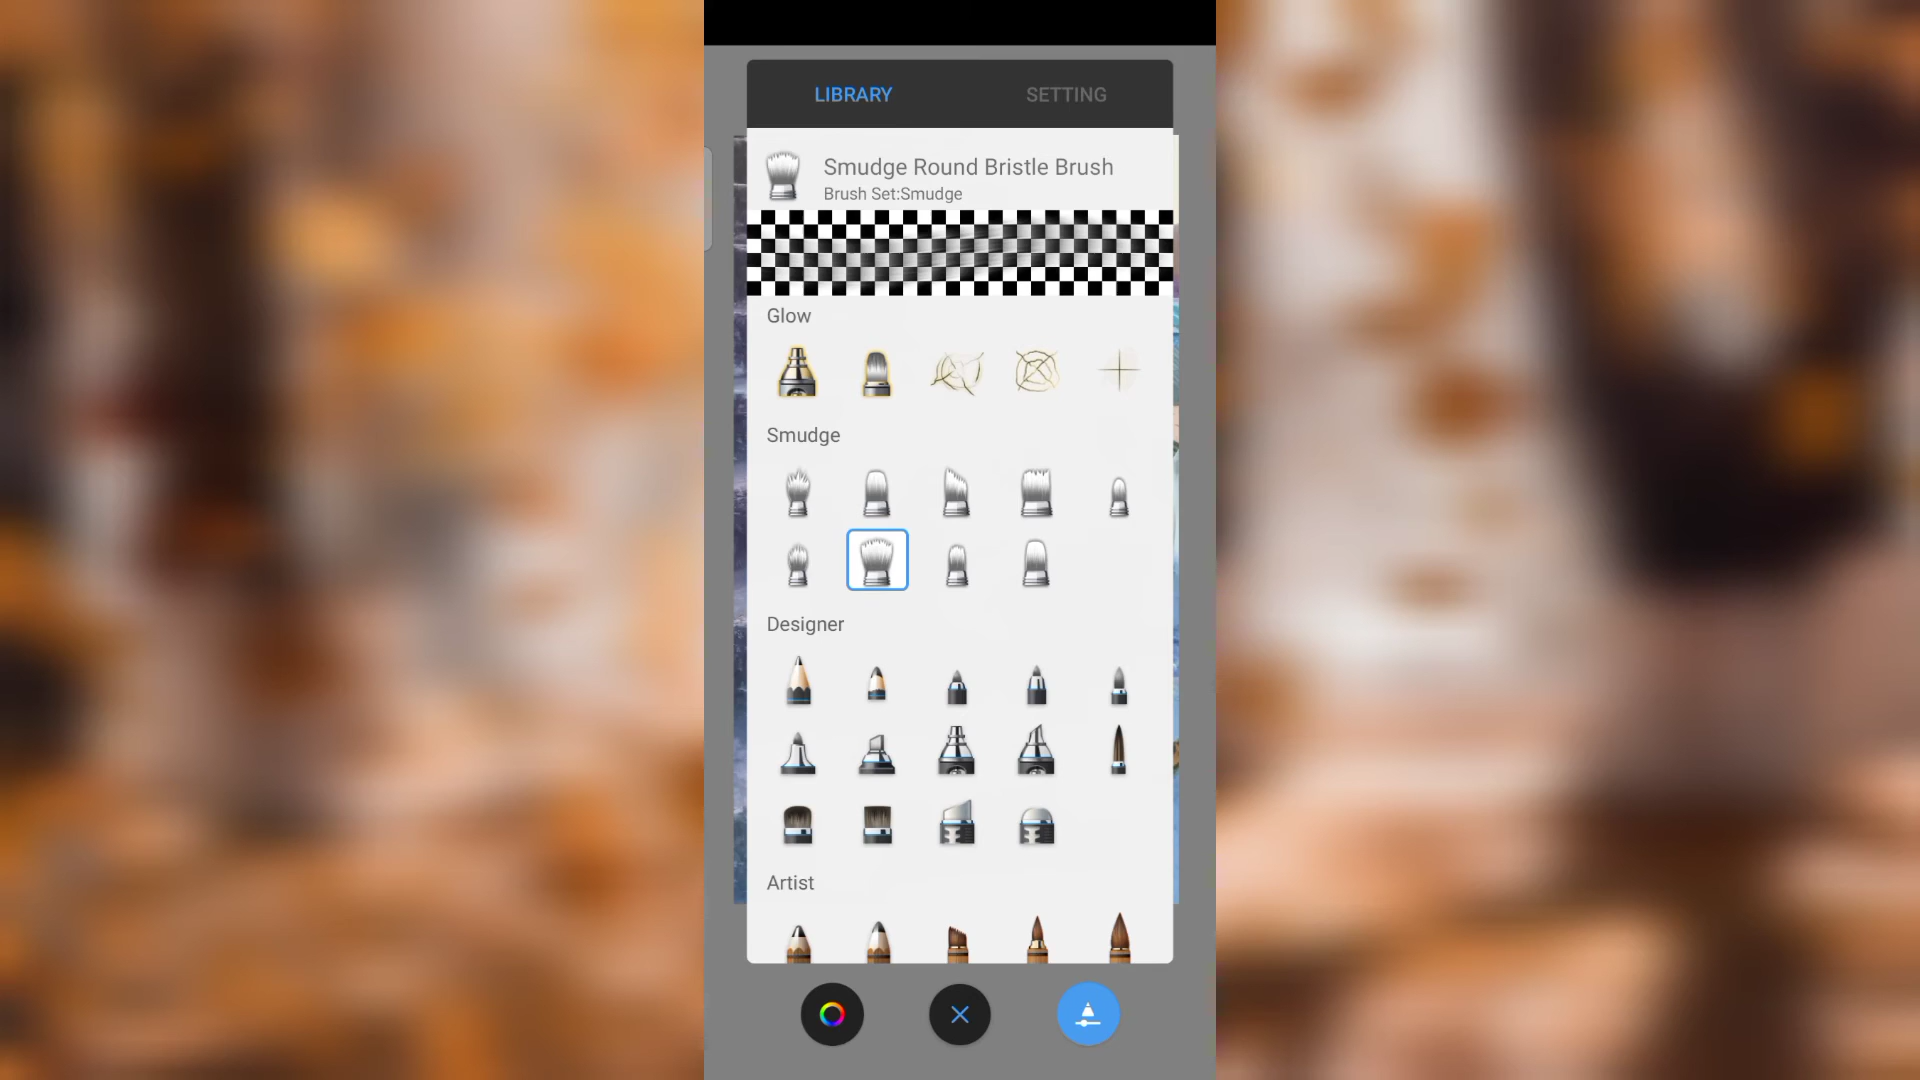 LIBRARY SETTING
Smudge Round Bristle Brush
Brush Set:Smudge
Glow
Smudge
Designer
Artist